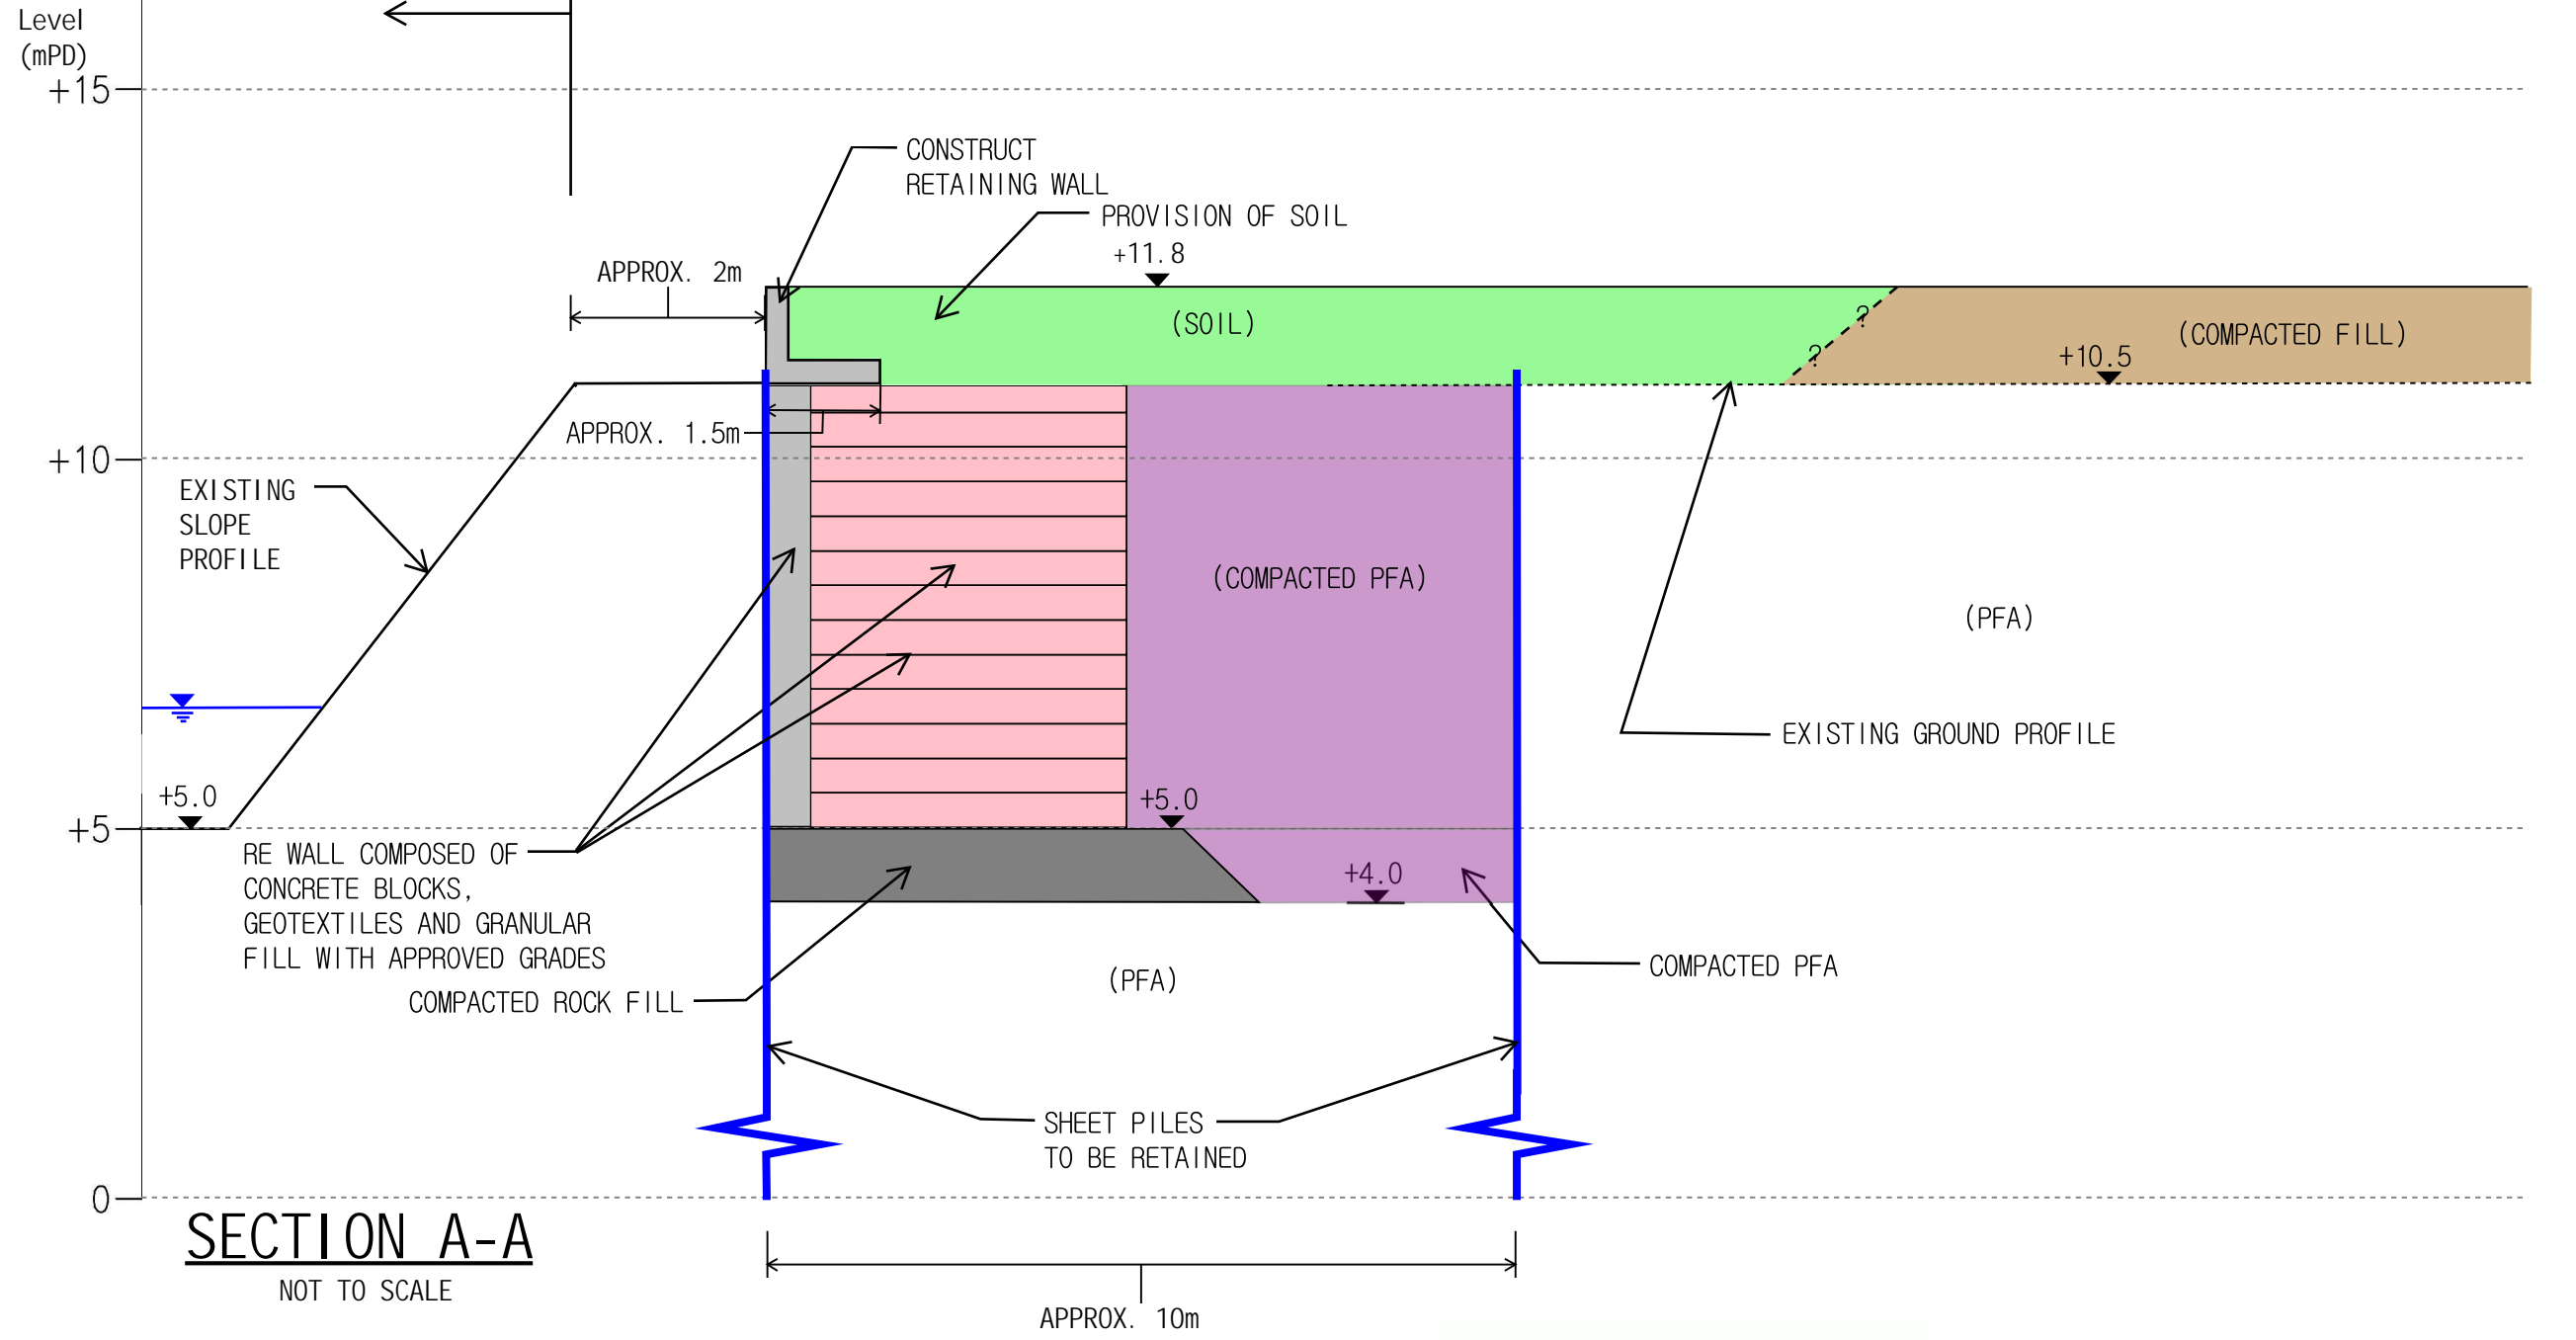 Level
(mPD)
+15
CONSTRUCT
RETAINING WALL
PROVISION OF SOIL
+11.8
APPROX. 2m
(SOIL)
?
?
(COMPACTED FILL)
+10.5
APPROX. 1.5m
+10
EXISTING
SLOPE
PROFILE
(COMPACTED PFA)
(PFA)
EXISTING GROUND PROFILE
+5.0
+5.0
+5
RE WALL COMPOSED OF
CONCRETE BLOCKS,
GEOTEXTILES AND GRANULAR
FILL WITH APPROVED GRADES
+4.0
COMPACTED PFA
COMPACTED ROCK FILL
(PFA)
SHEET PILES
TO BE RETAINED
0
SECTION A-A
NOT TO SCALE
APPROX. 10m